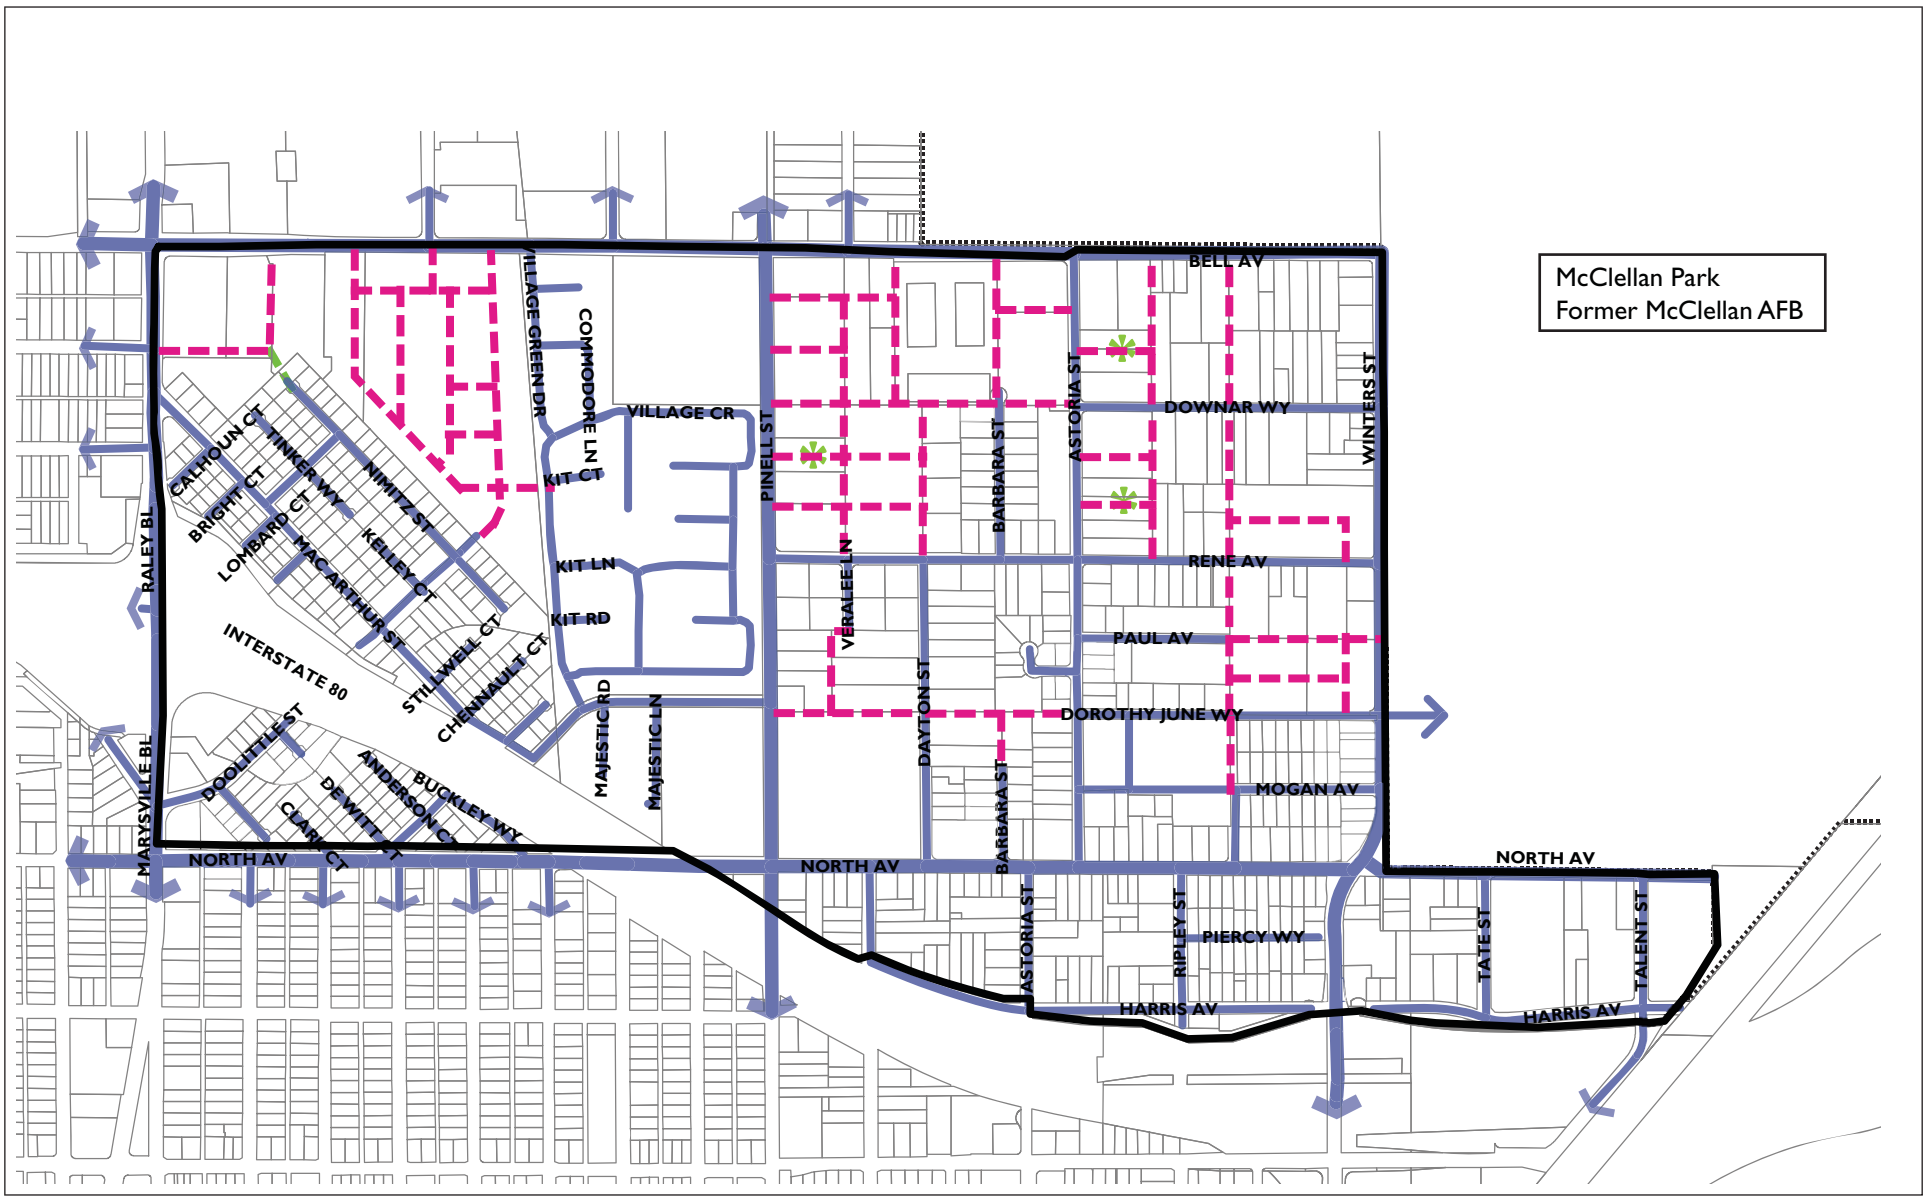 BELL AV
McClellan Park
Former McClellan AFB
VILLAGE GREEN DR
COMMODORE LN
VILLAGE CR
PINELL ST
ASTORIA ST
DOWNAR WY
WINTERS ST
CALHOUN CT
TINKER WY
NIMITZ ST
BRIGHT CT
LOMBARD CT
KIT CT
BARBARA ST
RALEY BL
MAC ARTHUR ST
KELLEY CT
KIT LN
VERALEE LN
RENE AV
KIT RD
PAUL AV
INTERSTATE 80
STILLWELL CT
CHENNAULT CT
DAYTON ST
MAJESTIC RD
MAJESTIC LN
DOROTHY JUNE WY
DOOLITTLE ST
ANDERSON CT
BUCKLEY WY
DE WITT CT
CLARK CT
MOGAN AV
MARYSVILLE BL
BARBARA ST
NORTH AV
NORTH AV
NORTH AV
ASTORIA ST
RIPLEY ST
PIERCY WY
TATE ST
TALENT ST
HARRIS AV
HARRIS AV